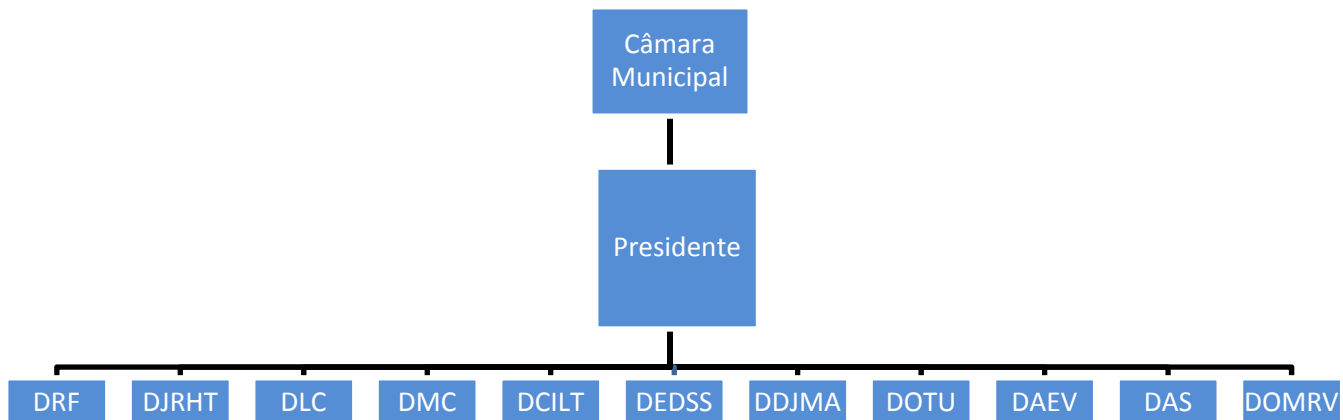 Câmara
Municipal
Presidente
DRF DJRHT DLC DMC DCILT DEDSS DDJMA DOTU DAEV DAS DOMRV